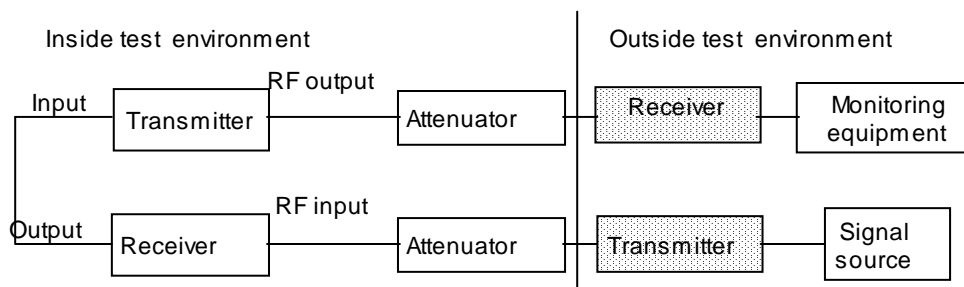 Inside test environment
Outside test environment
RF output
Input
Transmitter
Attenuator
Receiver
Monitoring
equipment
RF input
Output
Receiver
Attenuator
Transmitter
Signal
source